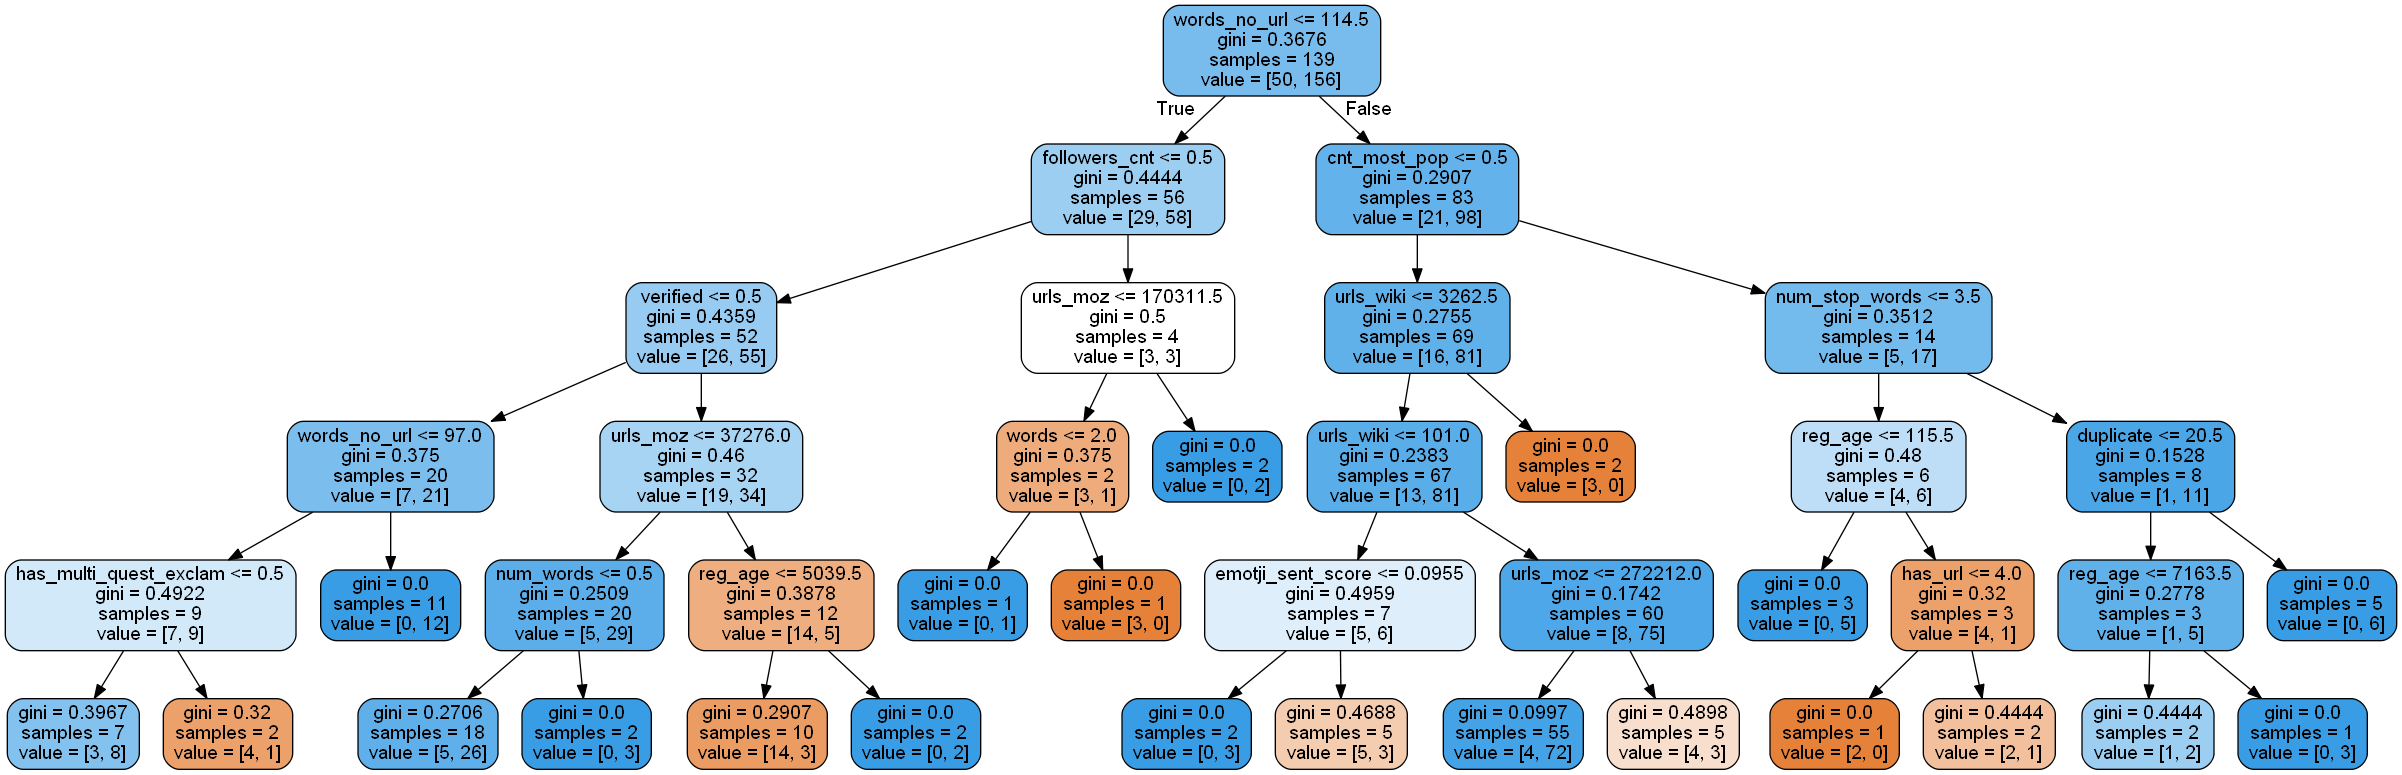 words_no_url <= 114.5
gini = 0.3676
samples = 139
value = [50, 156]
True
False
followers_cnt <= 0.5
gini = 0.4444
samples = 56
value = [29, 58]
cnt_most_pop <= 0.5
gini = 0.2907
samples = 83
value = [21, 98]
verified <= 0.5
gini = 0.4359
samples = 52
value = [26, 55]
urls_moz <= 170311.5
gini = 0.5
samples = 4
value = [3, 3]
urls_wiki <= 3262.5
gini = 0.2755
samples = 69
value = [16, 81]
num_stop_words <= 3.5
gini = 0.3512
samples = 14
value = [5, 17]
words_no_url <= 97.0
gini = 0.375
samples = 20
value = [7, 21]
urls_moz <= 37276.0
gini = 0.46
samples = 32
value = [19, 34]
words <= 2.0
gini = 0.375
samples = 2
value = [3, 1]
gini = 0.0
samples = 2
value = [0, 2]
urls_wiki <= 101.0
gini = 0.2383
samples = 67
value = [13, 81]
gini = 0.0
samples = 2
value = [3, 0]
reg_age <= 115.5
gini = 0.48
samples = 6
value = [4, 6]
duplicate <= 20.5
gini = 0.1528
samples = 8
value = [1, 11]
has_multi_quest_exclam <= 0.5
gini = 0.4922
samples = 9
value = [7, 9]
gini = 0.0
samples = 11
value = [0, 12]
num_words <= 0.5
gini = 0.2509
samples = 20
value = [5, 29]
reg_age <= 5039.5
gini = 0.3878
samples = 12
value = [14, 5]
gini = 0.0
samples = 1
value = [0, 1]
gini = 0.0
samples = 1
value = [3, 0]
emotji_sent_score <= 0.0955
gini = 0.4959
samples = 7
value = [5, 6]
urls_moz <= 272212.0
gini = 0.1742
samples = 60
value = [8, 75]
gini = 0.0
samples = 3
value = [0, 5]
has_url <= 4.0
gini = 0.32
samples = 3
value = [4, 1]
reg_age <= 7163.5
gini = 0.2778
samples = 3
value = [1, 5]
gini = 0.0
samples = 5
value = [0, 6]
gini = 0.3967
samples = 7
value = [3, 8]
gini = 0.32
samples = 2
value = [4, 1]
gini = 0.2706
samples = 18
value = [5, 26]
gini = 0.0
samples = 2
value = [0, 3]
gini = 0.2907
samples = 10
value = [14, 3]
gini = 0.0
samples = 2
value = [0, 2]
gini = 0.0
samples = 2
value = [0, 3]
gini = 0.4688
samples = 5
value = [5, 3]
gini = 0.0997
samples = 55
value = [4, 72]
gini = 0.4898
samples = 5
value = [4, 3]
gini = 0.0
samples = 1
value = [2, 0]
gini = 0.4444
samples = 2
value = [2, 1]
gini = 0.4444
samples = 2
value = [1, 2]
gini = 0.0
samples = 1
value = [0, 3]